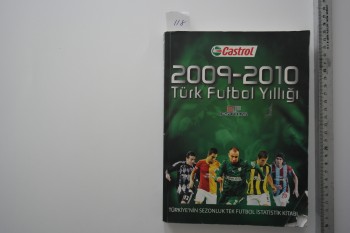 Castrol
2009-2010
Türk Futbol Yıllığı
TÜRKİYE'NİN SEZONLUK TEK FUTBOL İSTATİSTİK KİTABI